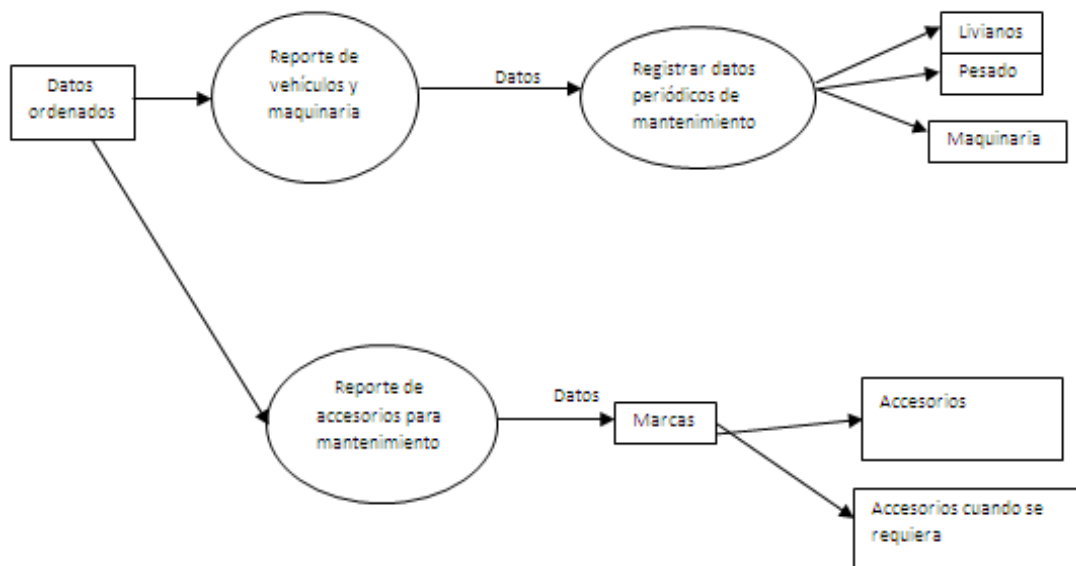 Datos
ordenados
Reporte de
vehículos y
maquinaria
Datos
Registrar datos
periódicos de
mantenimiento
Livianos
Pesado
Maquinaria
Reporte de
accesorios para
mantenimiento
Datos
Marcas
Accesorios
Accesorios cuando se
requiera